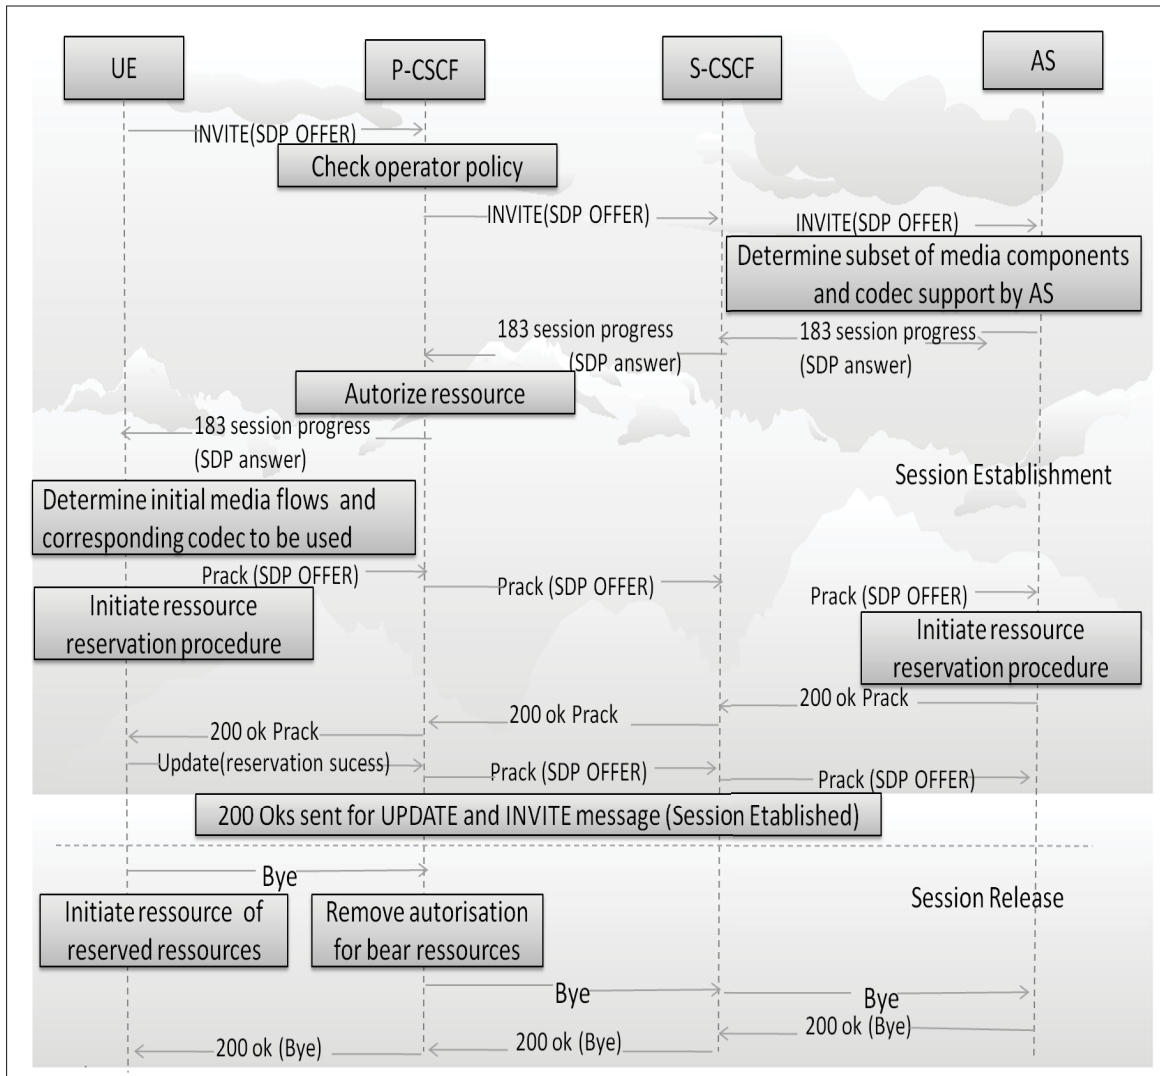 UE
P-CSCF
S-CSCF
AS
INVITE(SDP OFFER)
Check operator policy
INVITE(SDP OFFER)
INVITE(SDP OFFER)
Determine subset of media components
and codec support by AS
183 session progress
(SDP answer)
183 session progress
(SDP answer)
Autorize ressource
183 session progress
(SDP answer)
Session Establishment
Determine initial media flows and
corresponding codec to be used
Prack (SDP OFFER)
Prack (SDP OFFER)
Prack (SDP OFFER)
Initiate ressource
reservation procedure
Initiate ressource
reservation procedure
200 ok Prack
200 ok Prack
200 ok Prack
Update(reservation sucess)
Prack (SDP OFFER)
Prack (SDP OFFER)
200 Oks sent for UPDATE and INVITE message (Session Etablished)
Bye
Session Release
Initiate ressource of
reserved ressources
Remove autorisation
for bear ressources
Bye
Bye
200 ok (Bye)
200 ok (Bye)
200 ok (Bye)